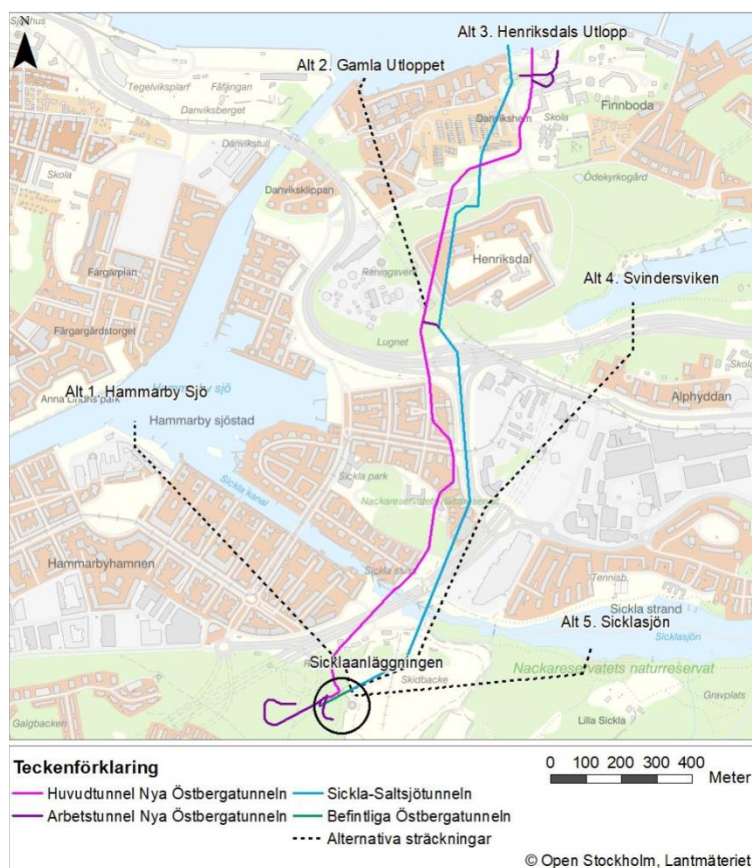 Sjöhus
N
Alt 3. Henriksdals Utlopp
Alt 2. Gamla Utloppet
Tegelviksplarf
Fåfängan
Danviksberget
Danvikstull
Danvikshem
Skola
Finnboda
Skola
Danviksklippan
Ödekyrkogård
Färgarplan
Reningsverk
Henriksdal
Alt 4. Svindersviken
Färgargårdstorget
Lugnet
Skola
Alt 1. Hammarby Sjö
Hammarby sjö
Anna Lindhs park
Alphyddan
Hammarby sjöstad
Sickla park
Sickla kanal
Nackareservatets
Hammarbyhamnen
Sickla sluss
Tennisb.
Sickla strand
Alt 5. Sicklasjön
Sicklasjön
Sicklaanläggningen
Skidbacke
Nackareservatets naturreservat
Gravplats
Galgbacken
Lilla Sickla
Teckenförklaring
0 100 200 300 400
Meter
Huvudtunnel Nya Östbergatunneln
Sickla-Saltsjötunneln
Arbetstunnel Nya Östbergatunneln
Befintliga Östbergatunneln
Alternativa sträckningar
© Open Stockholm, Lantmäteriet